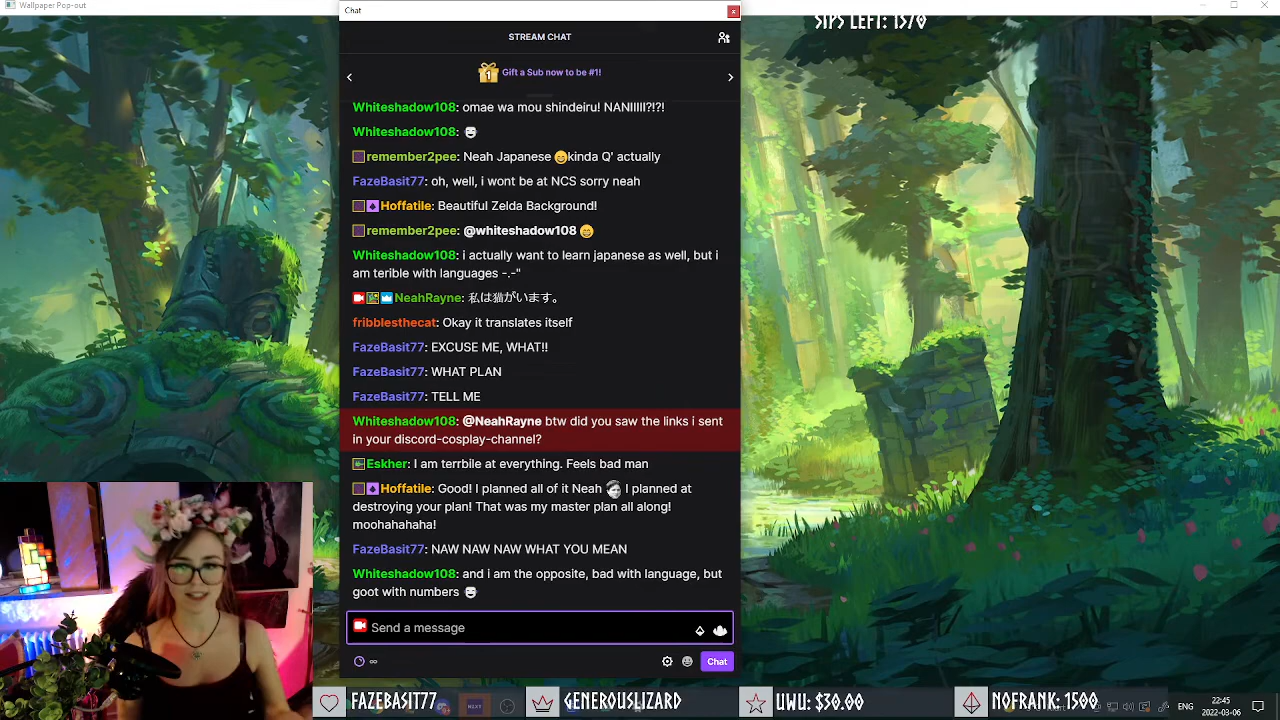 Wallpaper Pop-out
Chat
SIPS LEFT: 1570
STREAM CHAT
1 Gift a Sub now to be #1!
Whiteshadow108: omae wa mou shindeiru! NANIIIII?!?!
Whiteshadow108:
remember2pee: Neah Japanese kinda Q' actually
FazeBasit77: oh, well, i wont be at NCS sorry neah
Hoffatile: Beautiful Zelda Background!
remember2pee: @whiteshadow108
Whiteshadow108: i actually want to learn japanese as well, but i
am terible with languages -.-"
NeahRayne: 私は猫がいます。
fribblesthecat: Okay it translates itself
FazeBasit77: EXCUSE ME, WHAT!!
FazeBasit77: WHAT PLAN
FazeBasit77: TELL ME
Whiteshadow108: @NeahRayne btw did you saw the links i sent
in your discord-cosplay-channel?
Eskher: I am terrbile at everything. Feels bad man
Hoffatile: Good! I planned all of it Neah I planned at
destroying your plan! That was my master plan all along!
moohahahaha!
FazeBasit77: NAW NAW NAW WHAT YOU MEAN
Whiteshadow108: and i am the opposite, bad with language, but
goot with numbers
Send a message
∞
Chat
FAZEBASIT77
GENEROUSLIZARD
UWU: $30.00
NOFRANK: 1500
SWE
22:45
2022-03-06